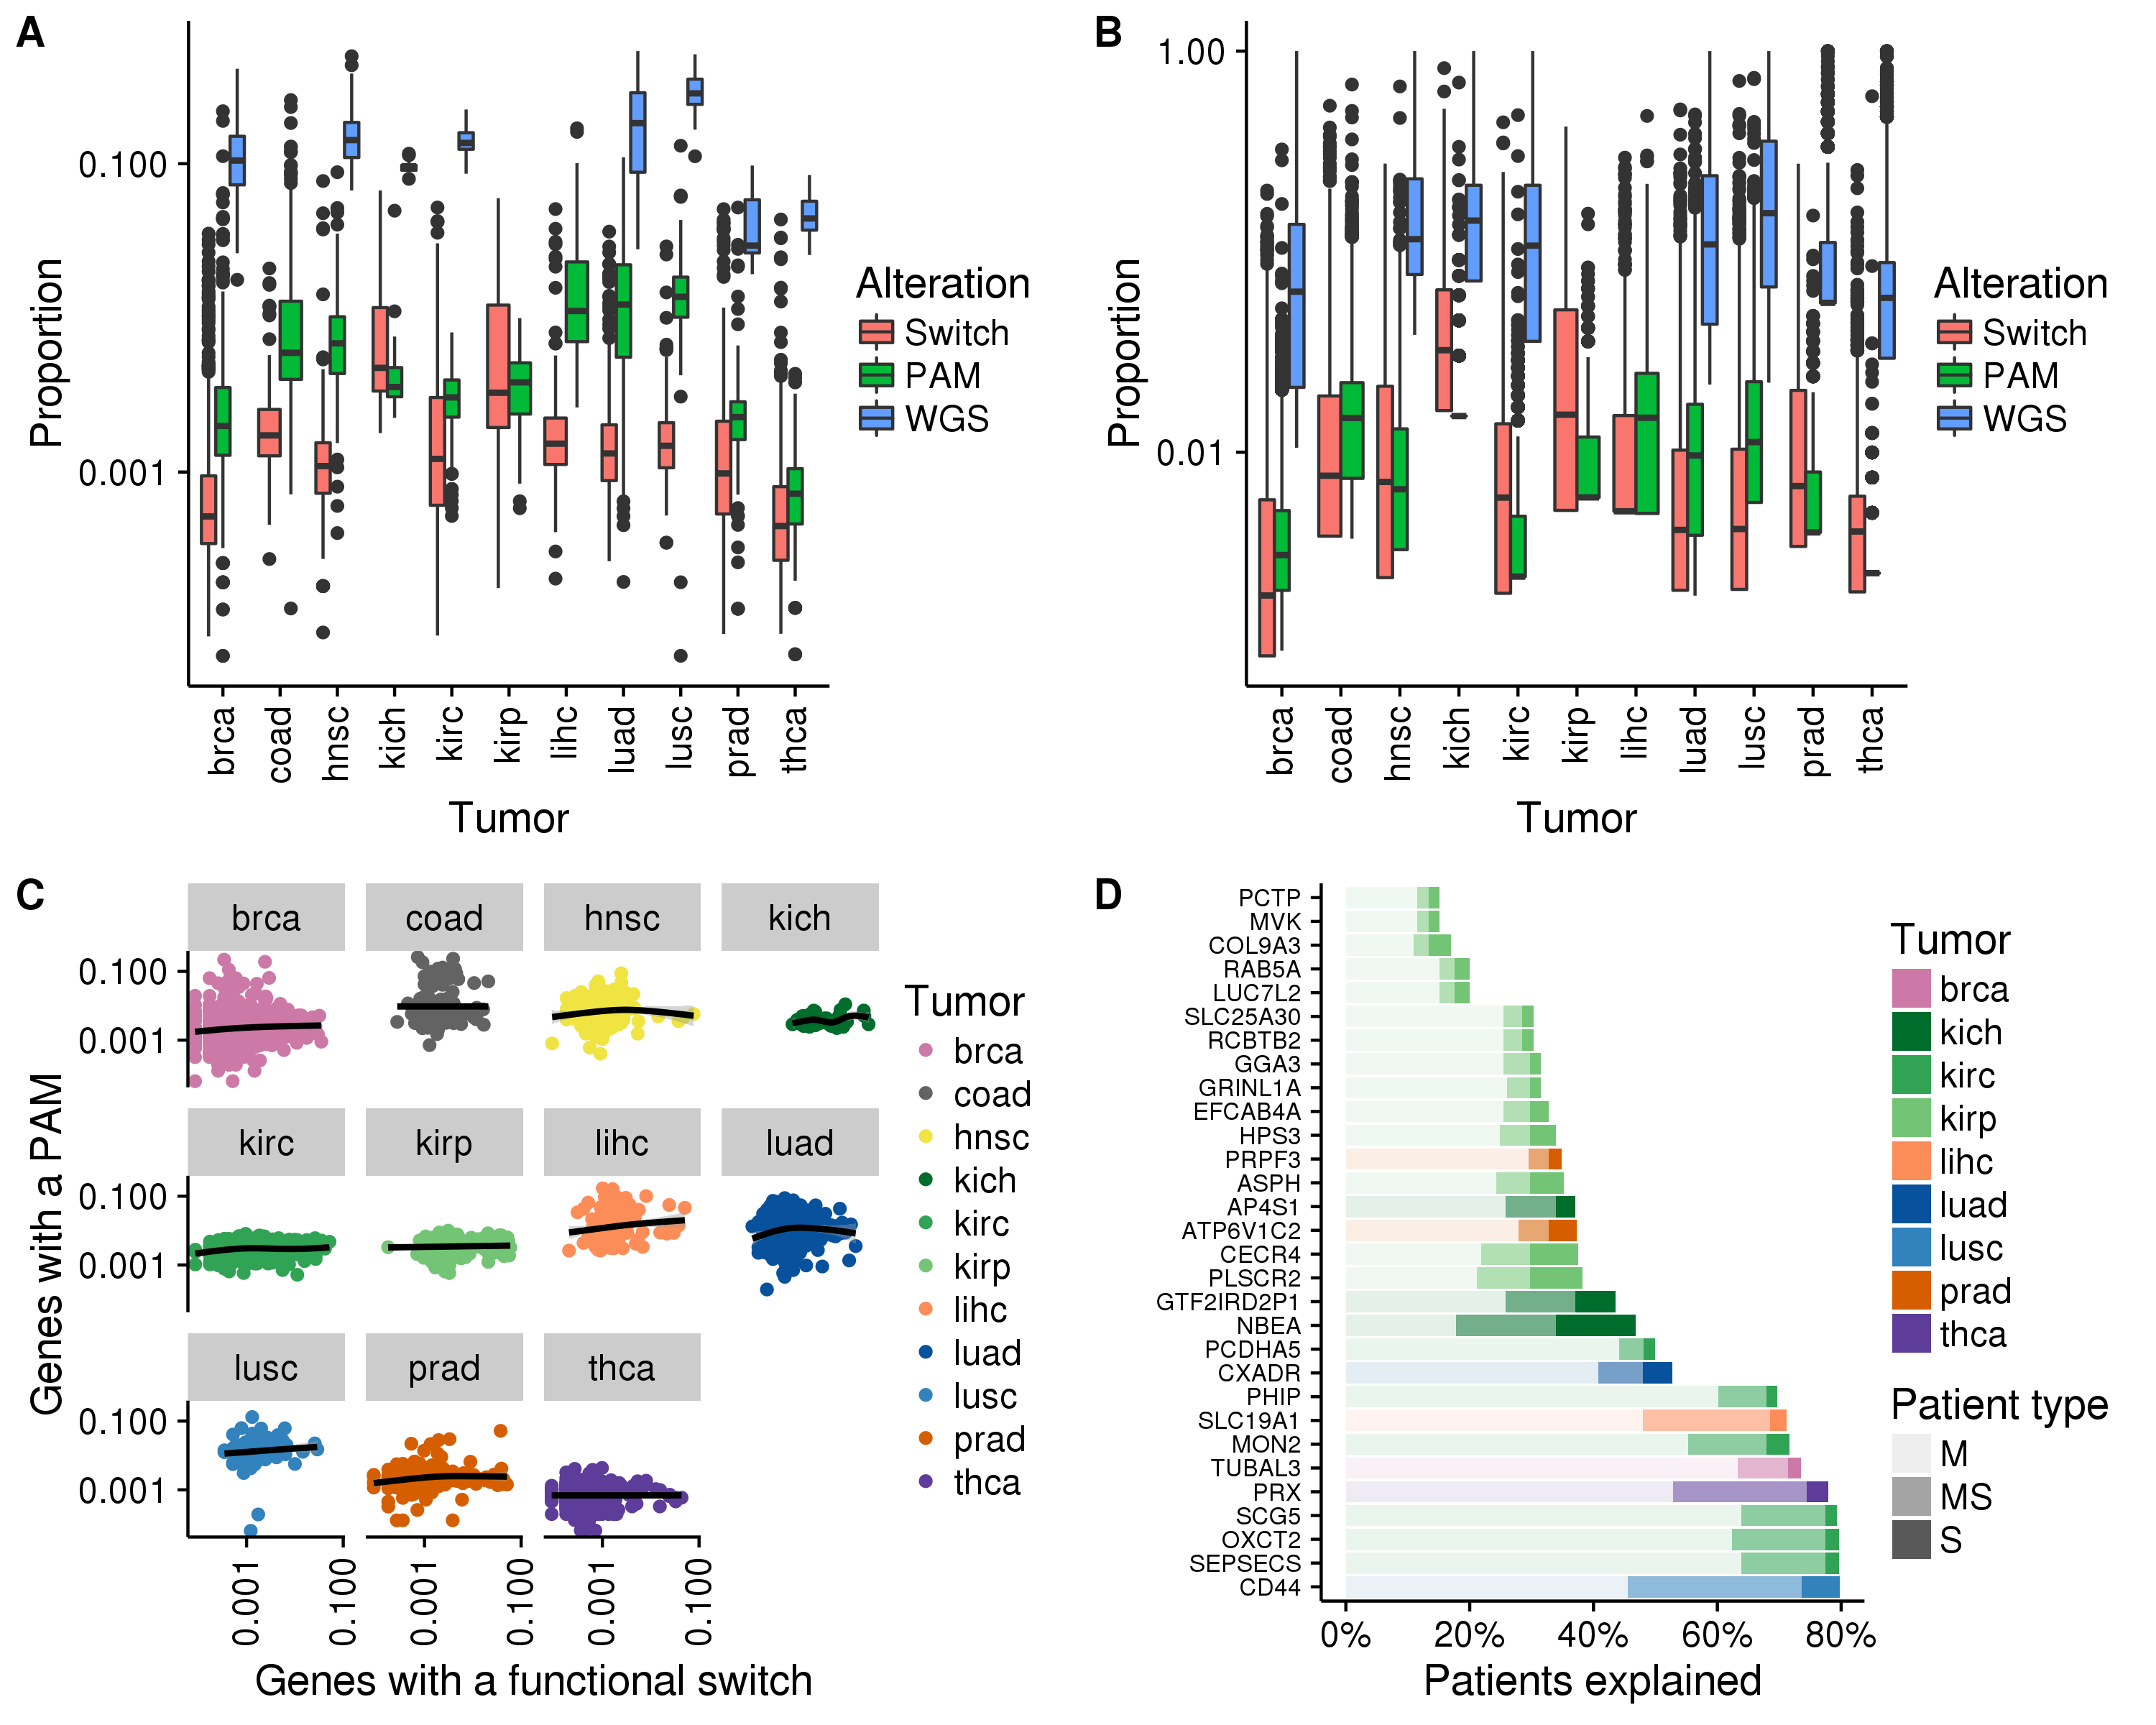 A
Proportion
0.100
0.001
brca
coad
hnsc
kich
kirc
kirp
lihc
luad
lusc
prad
thca
Tumor
Alteration
Switch
PAM
WGS
B
Proportion
1.00
0.01
brca
coad
hnsc
kich
kirc
kirp
lihc
luad
lusc
prad
thca
Tumor
Alteration
Switch
PAM
WGS
C
Genes with a PAM
brca
coad
hnsc
kich
0.100
0.001
kirc
kirp
lihc
luad
0.100
0.001
lusc
prad
thca
0.100
0.001
0.001
0.100
0.001
0.100
0.001
0.100
Genes with a functional switch
Tumor
brca
coad
hnsc
kich
kirc
kirp
lihc
luad
lusc
prad
thca
D
PCTP
MVK
COL9A3
RAB5A
LUC7L2
SLC25A30
RCBTB2
GGA3
GRINL1A
EFCAB4A
HPS3
PRPF3
ASPH
AP4S1
ATP6V1C2
CECR4
PLSCR2
GTF2IRD2P1
NBEA
PCDHA5
CXADR
PHIP
SLC19A1
MON2
TUBAL3
PRX
SCG5
OXCT2
SEPSECS
CD44
0%
20%
40%
60%
80%
Patients explained
Tumor
brca
kich
kirc
kirp
lihc
luad
lusc
prad
thca
Patient type
M
MS
S